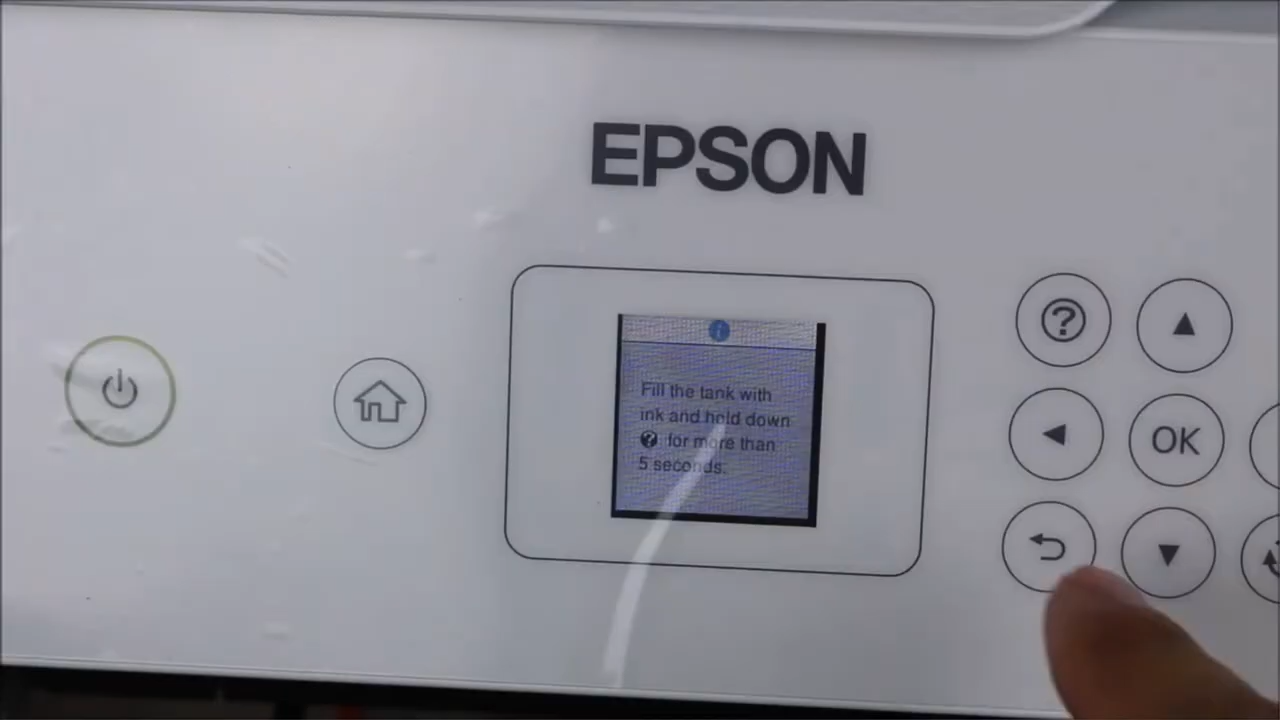 EPSON
Fill the tank with
ink and hold down
? for more than
5 seconds.
?
OK